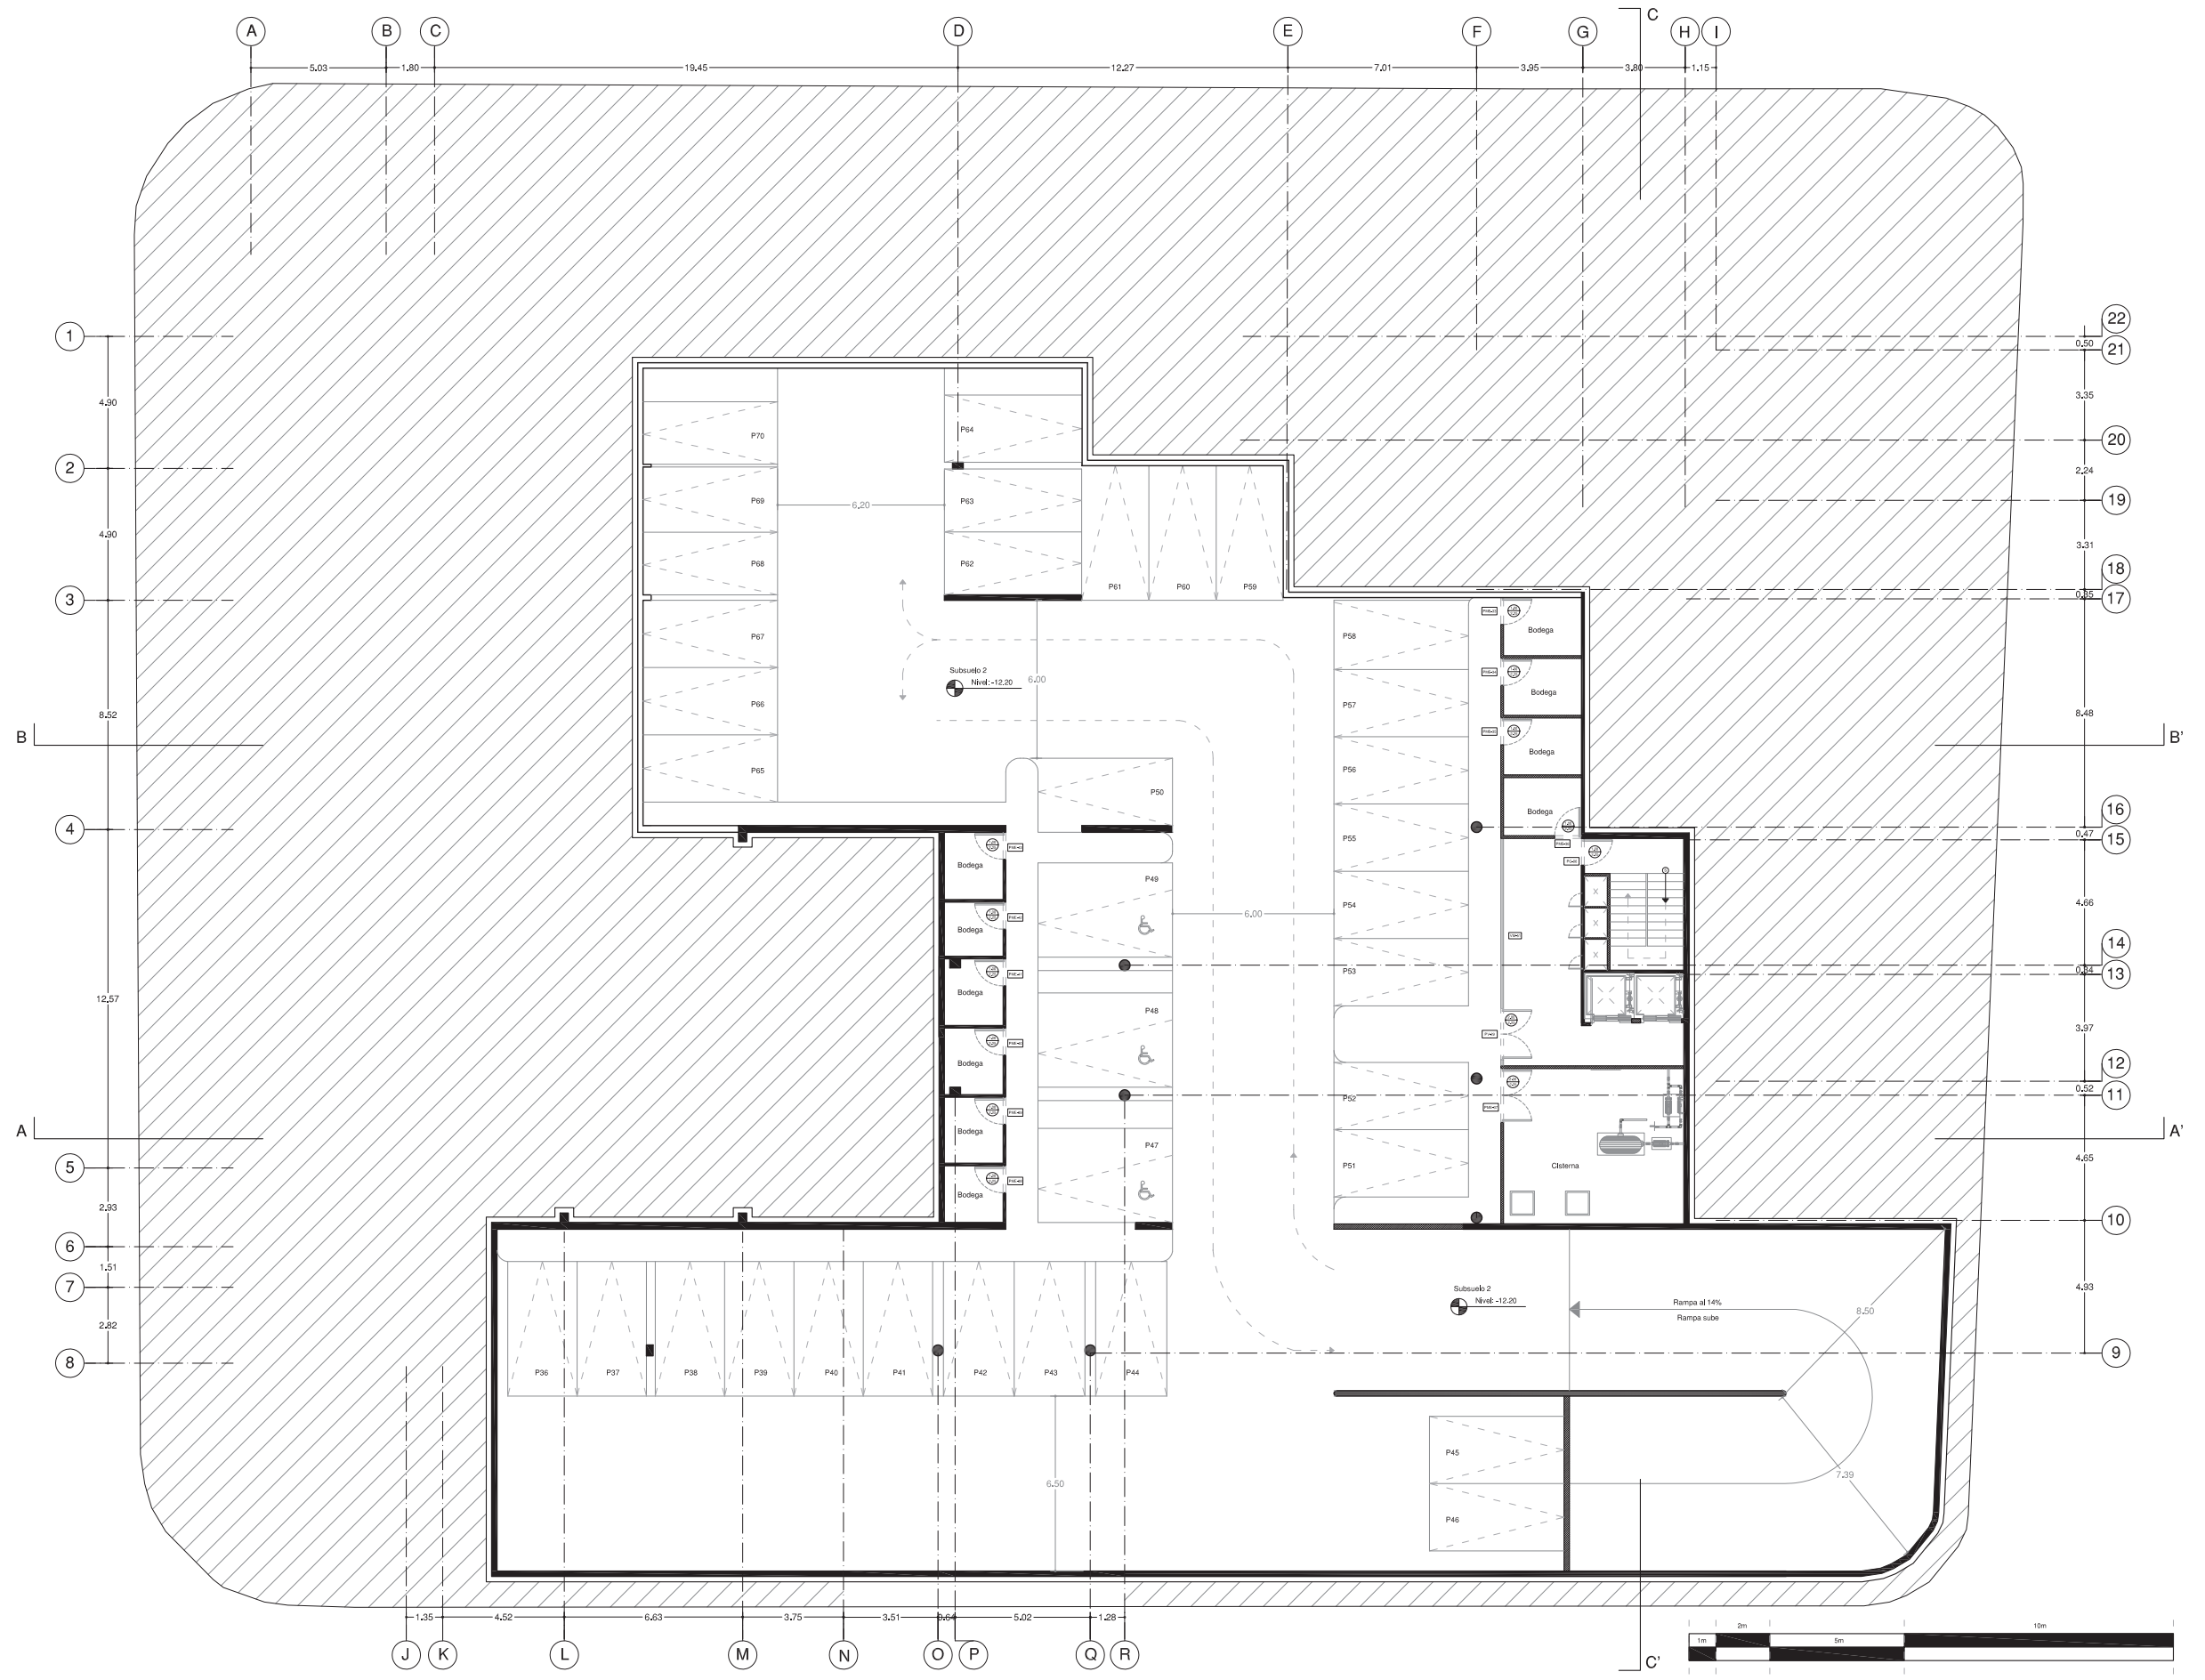 C
A B C D E F G H I
5.03 1.80 19.45 12.27 7.01 3.95 3.80 1.15
1 22
0.50
21
4.90 3.35
P70 P64 20
2 2.24
P69 6.20 P63 19
4.90 3.31
P68 P62 P61 P60 P59 18
0.35
3 17
Bodega
P67 P58
Subsuelo 2
Nivel:-12.20 6.00
Bodega
P66 P57
8.52 8.48
B B'
Bodega
P65 P56
P50
Bodega 16
4 P55 0.47
15
Bodega
P49
X
4.66
P54
6.00
X
Bodega
14
X
P53 0.34
13
12.57
Bodega P48
3.97
Bodega
12
0.52
P52 11
A A'
Bodega P47
5 P51 Cisterna 4.65
Bodega
2.93
10
6
1.51
7 Subsuelo 2
Nivel: -12.20 4.93
Rampa al 14%
Rampa sube
8.50
2.82
8 9
P36 P37 P38 P39 P40 P41 P42 P43 P44
P45
6.50 7.39
P46
1.35 4.52 6.63 3.75 3.51 0.64 5.02 1.28
2m 10m
1m 5m
J K L M N O P Q R
C'